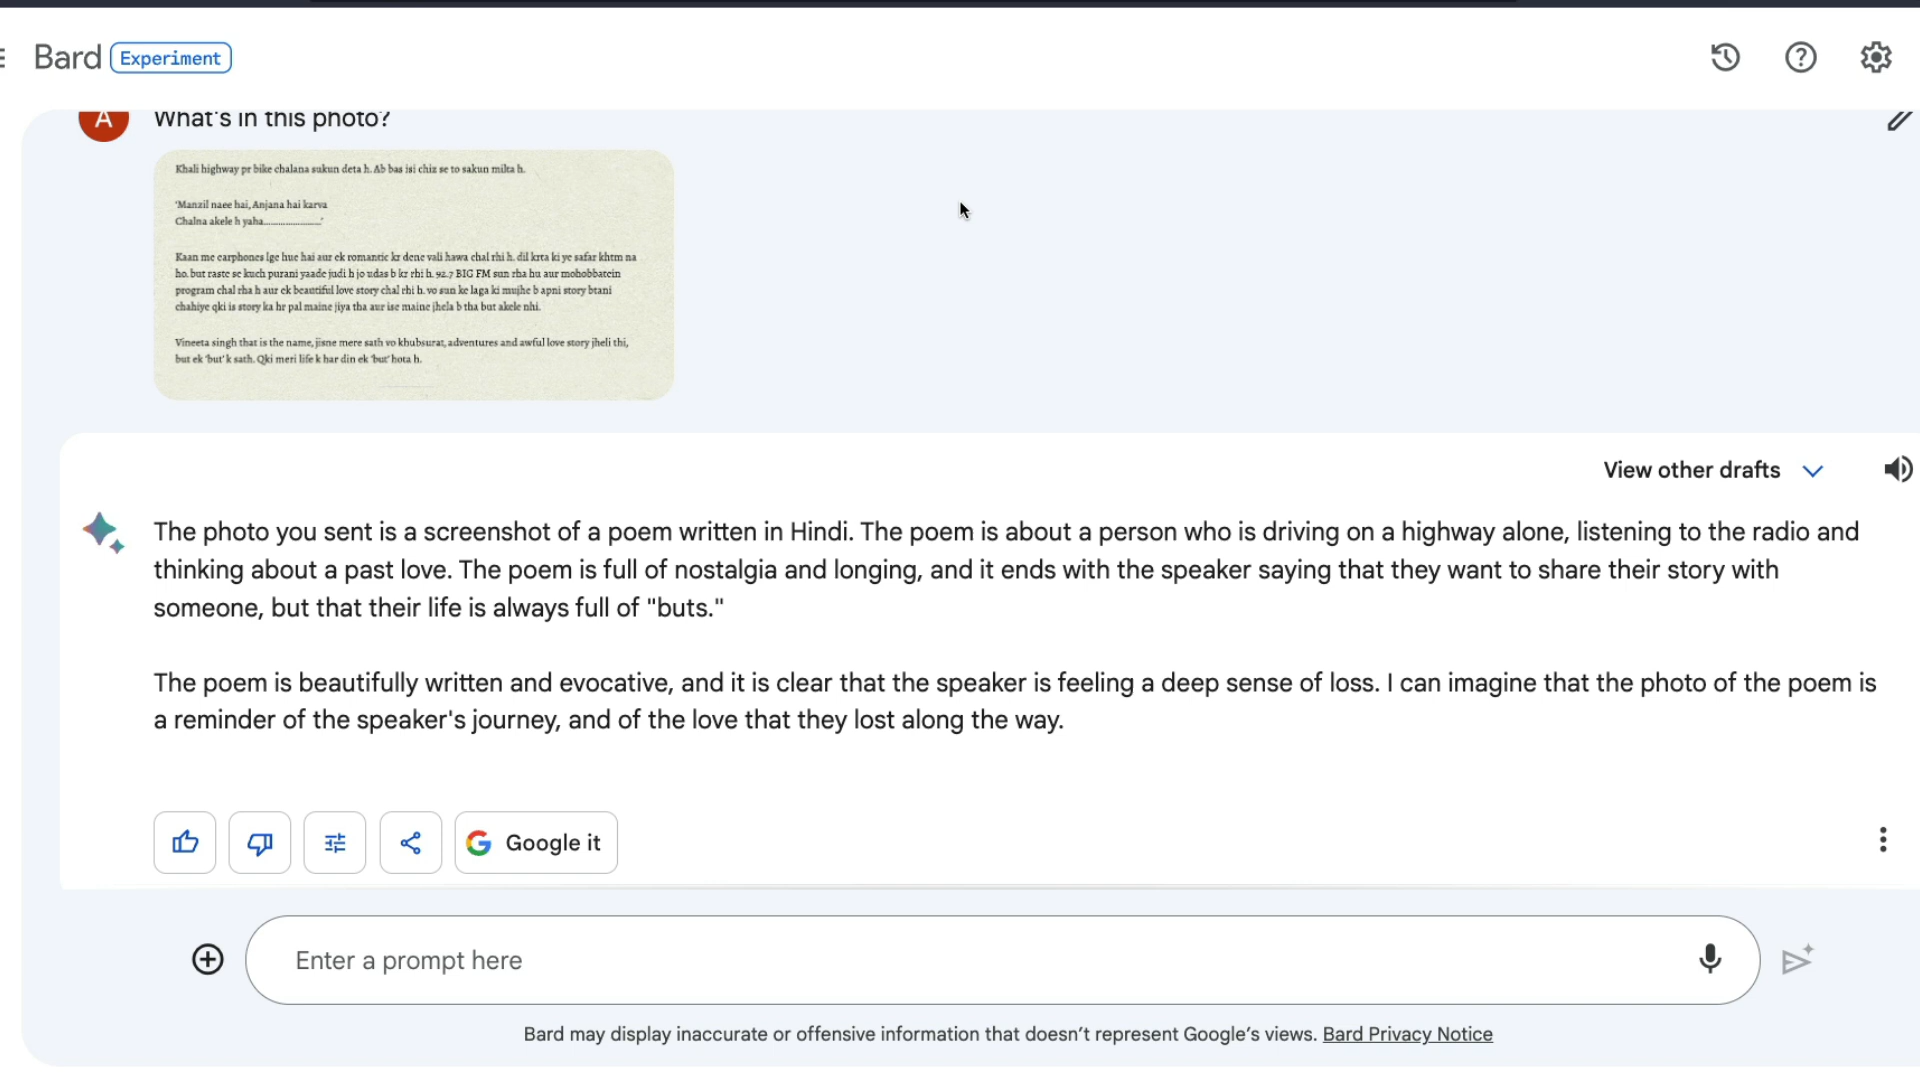 Bard Experiment
A What's in this photo?
Khali highway pr bike chalana sukun deta h. Ab bas isi chiz se to sakun milta h.
'Manzil naee hai, Anjana hai karva
Chalna akele h yaha......................'
Kaan me earphones lge hue hai aur ek romantic kr dene vali hawa chal rhi h. dil krta ki ye safar khtm na
ho. but raste se kuch purani yaade judi h jo udas b kr rhi h. 92.7 BIG FM sun rha hu aur mohobbatein
program chal rha h aur ek beautiful love story chal rhi h. vo sun ke laga ki mujhe b apni story btani
chahiye qki is story ka hr pal maine jiya tha aur ise maine jhela b tha but akele nhi.
Vineeta singh that is the name, jisne mere sath vo khubsurat, adventures and awful love story jheli thi,
but ek 'but' k sath. Qki meri life k har din ek 'but' hota h.
View other drafts
The photo you sent is a screenshot of a poem written in Hindi. The poem is about a person who is driving on a highway alone, listening to the radio and
thinking about a past love. The poem is full of nostalgia and longing, and it ends with the speaker saying that they want to share their story with
someone, but that their life is always full of "buts."
The poem is beautifully written and evocative, and it is clear that the speaker is feeling a deep sense of loss. I can imagine that the photo of the poem is
a reminder of the speaker's journey, and of the love that they lost along the way.
Google it
Enter a prompt here
Bard may display inaccurate or offensive information that doesn't represent Google's views. Bard Privacy Notice